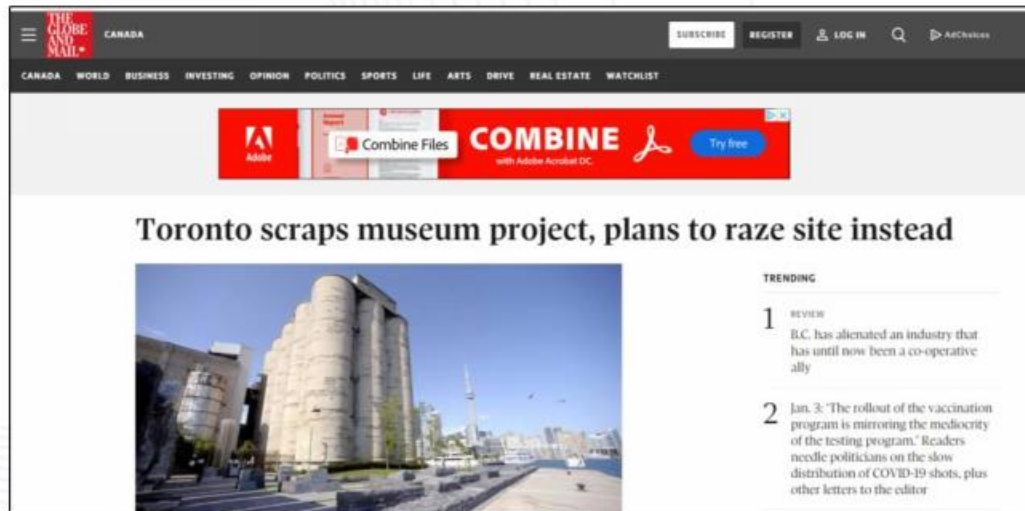 THE
GLOBE
AND
MAIL
CANADA
SUBSCRIBE
REGISTER
LOG IN
AdChoices
CANADA WORLD BUSINESS INVESTING OPINION POLITICS SPORTS LIFE ARTS DRIVE REAL ESTATE WATCHLIST
Adobe
Annual
Report
Combine Files
COMBINE
with Adobe Acrobat DC.
Try free
Toronto scraps museum project, plans to raze site instead
TRENDING
1
REVIEW
B.C. has alienated an industry that
has until now been a co-operative
ally
2
Jan. 3: 'The rollout of the vaccination
program is mirroring the mediocrity
of the testing program.' Readers
needle politicians on the slow
distribution of COVID-19 shots, plus
other letters to the editor